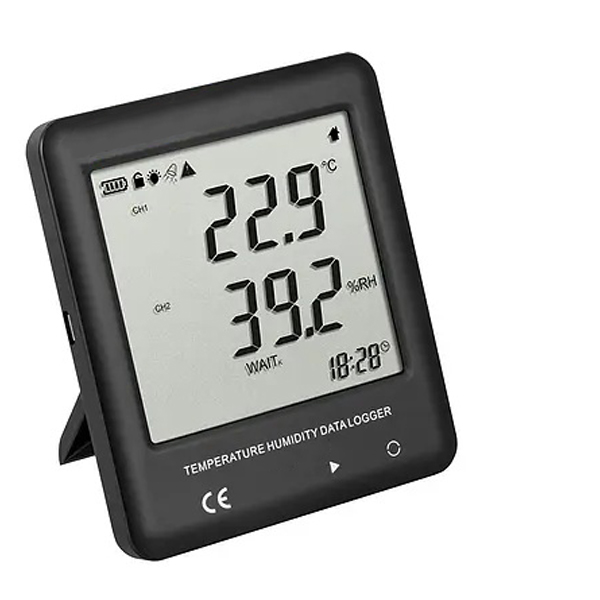 CH1
22.9 °C
CH2
39.2 %RH
WAIT
18:28
TEMPERATURE HUMIDITY DATA LOGGER
CE